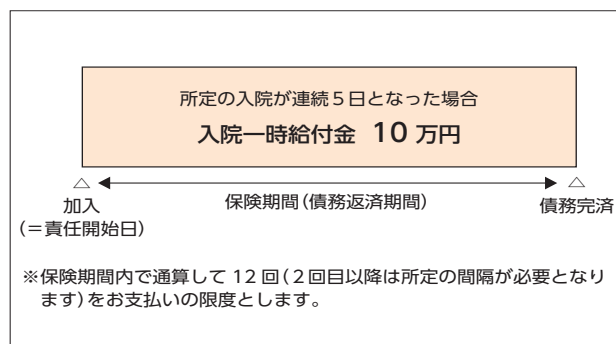 所定の入院が連続5日となった場合
入院一時給付金 10 万円
△ △
加入 保険期間(債務返済期間) 債務完済
(＝責任開始日)
※保険期間内で通算して 12 回(2回目以降は所定の間隔が必要となり
ます)をお支払いの限度とします。